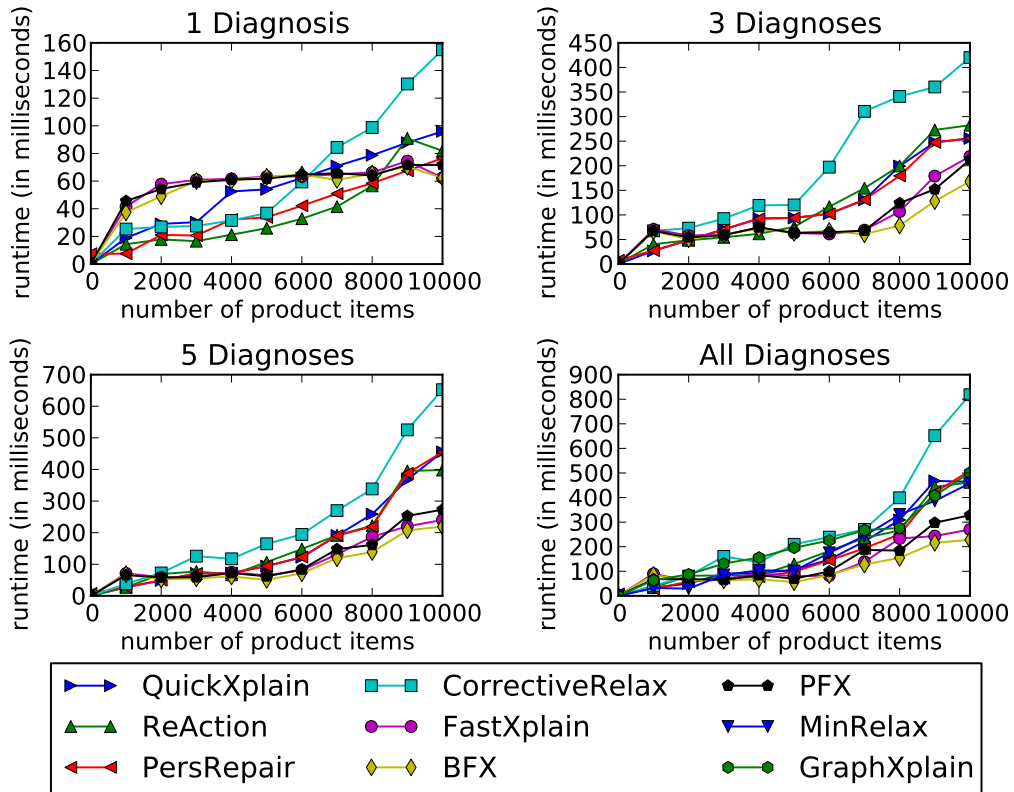 1 Diagnosis
runtime (in milliseconds)
160
140
120
100
80
60
40
20
0
0 2000 4000 6000 8000 10000
number of product items
3 Diagnoses
runtime (in milliseconds)
450
400
350
300
250
200
150
100
50
0
0 2000 4000 6000 8000 10000
number of product items
5 Diagnoses
runtime (in milliseconds)
700
600
500
400
300
200
100
0
0 2000 4000 6000 8000 10000
number of product items
All Diagnoses
runtime (in milliseconds)
900
800
700
600
500
400
300
200
100
0
0 2000 4000 6000 8000 10000
number of product items
QuickXplain
ReAction
PersRepair
CorrectiveRelax
FastXplain
BFX
PFX
MinRelax
GraphXplain